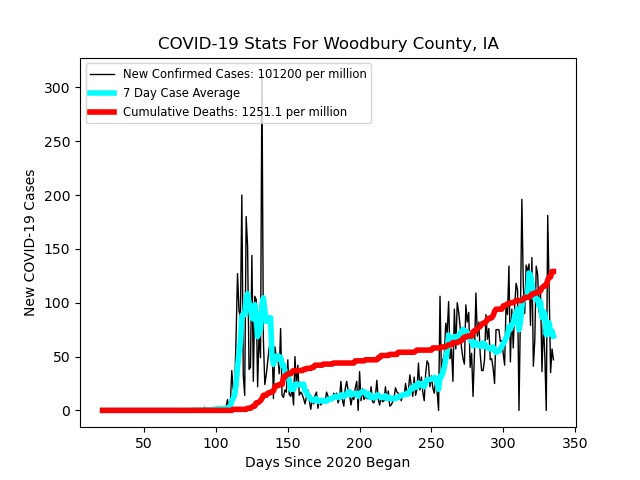 COVID-19 Stats For Woodbury County, IA
New Confirmed Cases: 101200 per million
7 Day Case Average
Cumulative Deaths: 1251.1 per million
New COVID-19 Cases
300
250
200
150
100
50
0
50 100 150 200 250 300 350
Days Since 2020 Began